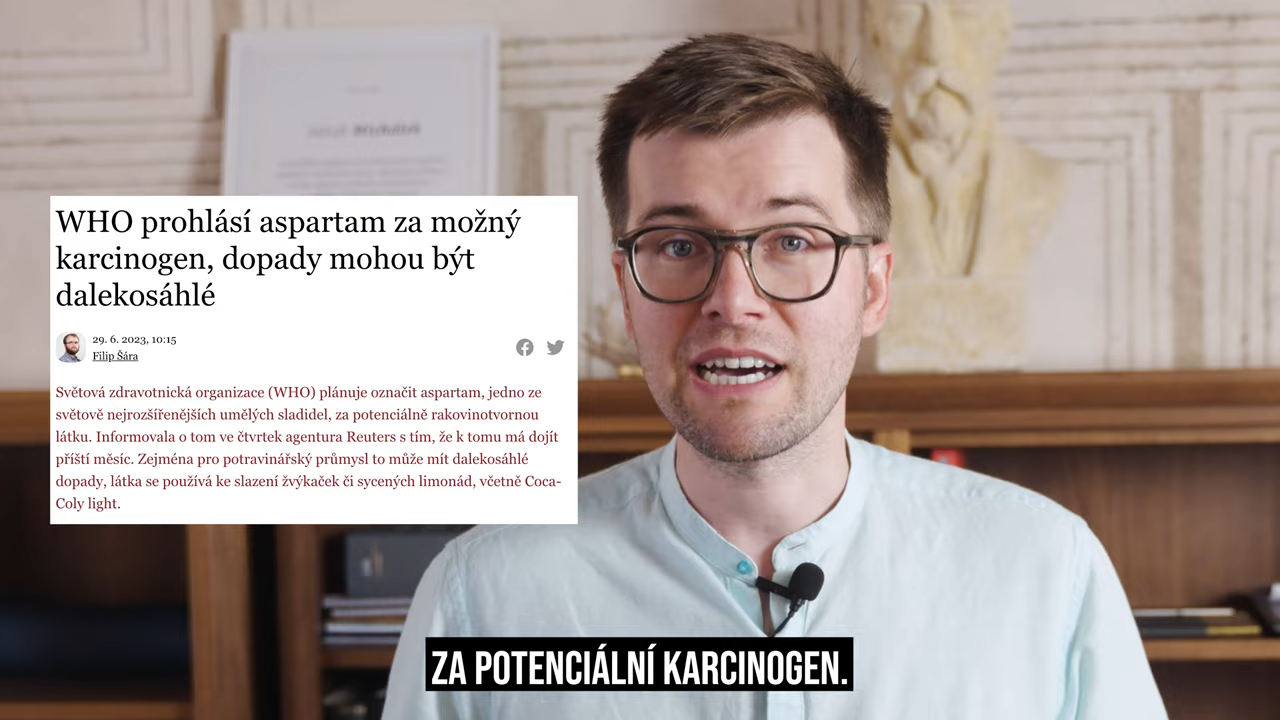 WHO prohlásí aspartam za možný
karcinogen, dopady mohou být
dalekosáhlé
29. 6. 2023, 10:15
Filip Šára
Světová zdravotnická organizace (WHO) plánuje označit aspartam, jedno ze
světově nejrozšířenějších umělých sladidel, za potenciálně rakovinotvornou
látku. Informovala o tom ve čtvrtek agentura Reuters s tím, že k tomu má dojít
příští měsíc. Zejména pro potravinářský průmysl to může mít dalekosáhlé
dopady, látka se používá ke slazení žvýkaček či sycených limonád, včetně Coca-
Coly light.
ZA POTENCIÁLNÍ KARCINOGEN.